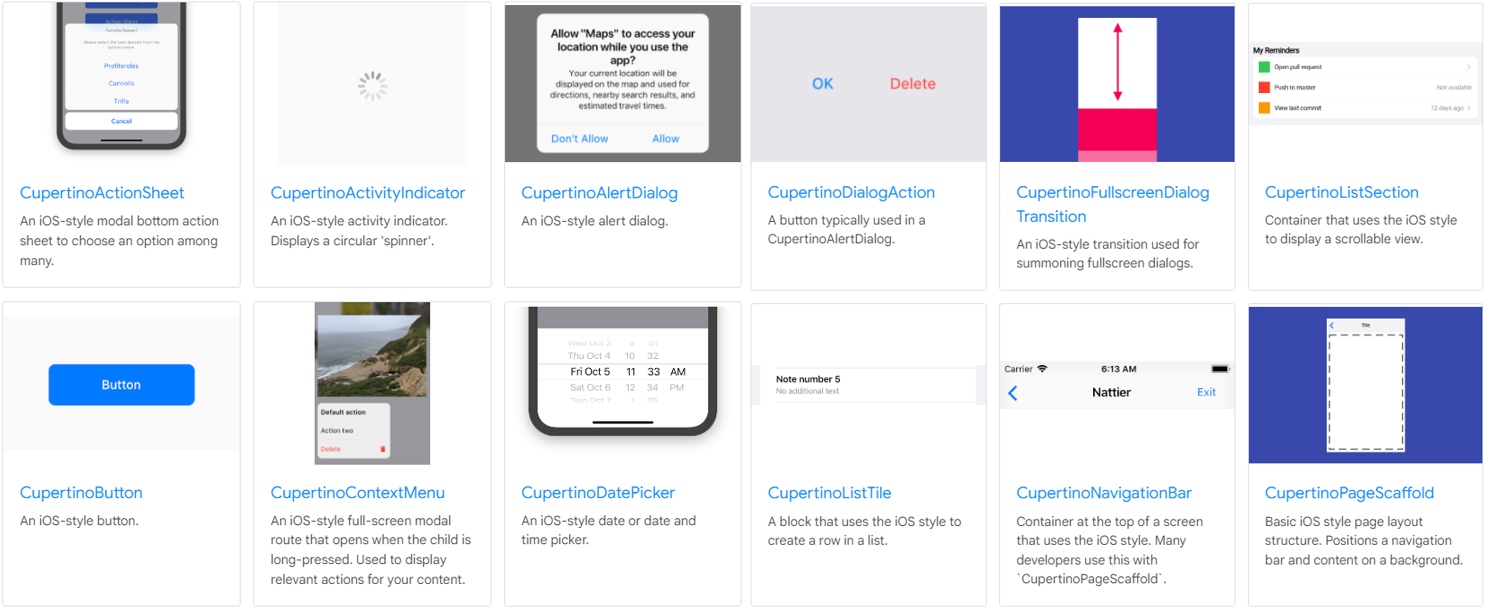 Action Sheet
Favorite Dessert
Please select the best dessert from the
options below.
Profiteroles
Cannolis
Trifle
Cancel
CupertinoActionSheet
An iOS-style modal bottom action
sheet to choose an option among
many.
CupertinoActivityIndicator
An iOS-style activity indicator.
Displays a circular 'spinner'.
Allow "Maps" to access your
location while you use the
app?
Your current location will be
displayed on the map and used for
directions, nearby search results, and
estimated travel times.
Don't Allow Allow
CupertinoAlertDialog
An iOS-style alert dialog.
OK Delete
CupertinoDialogAction
A button typically used in a
CupertinoAlertDialog.
CupertinoFullscreenDialog
Transition
An iOS-style transition used for
summoning fullscreen dialogs.
My Reminders
Open pull request
Push to master Not available
View last commit 12 days ago
CupertinoListSection
Container that uses the iOS style
to display a scrollable view.
Button
CupertinoButton
An iOS-style button.
Default action
Action two
Delete
CupertinoContextMenu
An iOS-style full-screen modal
route that opens when the child is
long-pressed. Used to display
relevant actions for your content.
Wed Oct 3 9 31
Thu Oct 4 10 32
Fri Oct 5 11 33 AM
Sat Oct 6 12 34 PM
Sun Oct 7 1 35
CupertinoDatePicker
An iOS-style date or date and
time picker.
Note number 5
No additional text
CupertinoListTile
A block that uses the iOS style to
create a row in a list.
Carrier 6:13 AM
Nattier Exit
CupertinoNavigationBar
Container at the top of a screen
that uses the iOS style. Many
developers use this with
`CupertinoPageScaffold`.
Title
CupertinoPageScaffold
Basic iOS style page layout
structure. Positions a navigation
bar and content on a background.